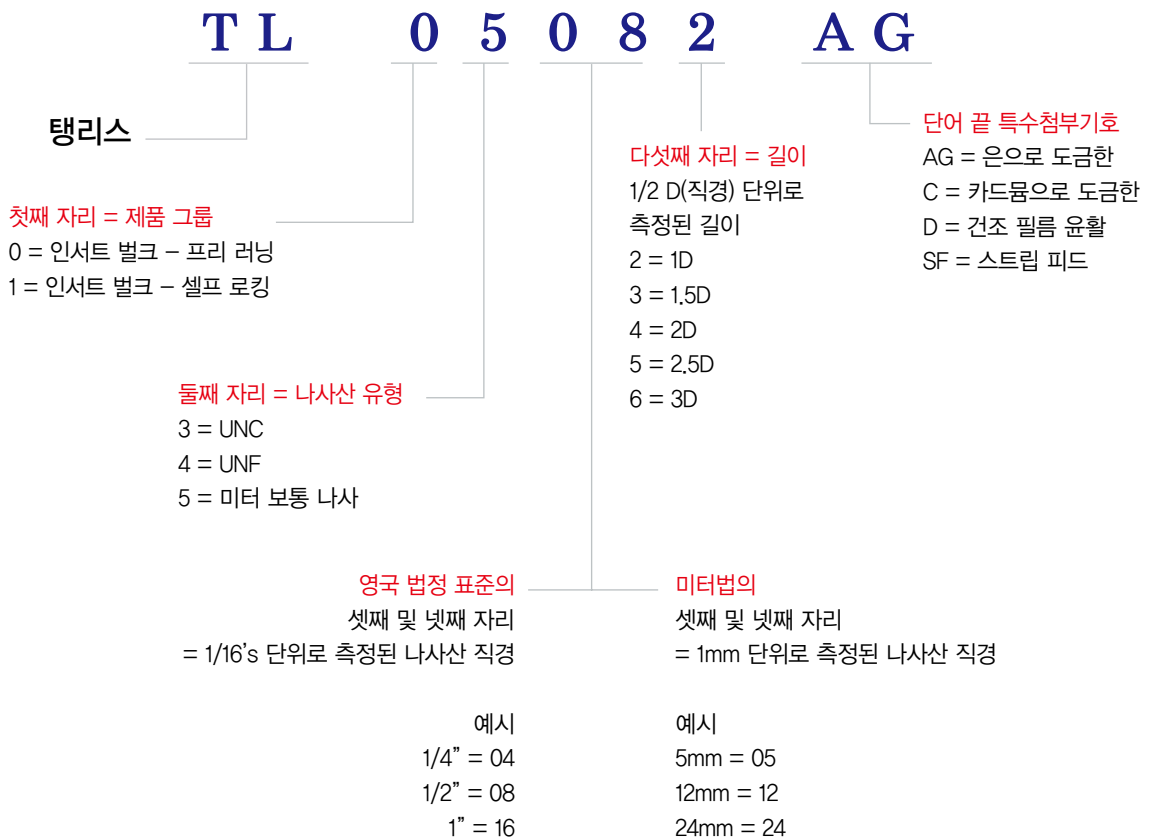 TL 05082 AG
탱리스
첫째 자리 = 제품 그룹
0 = 인서트 벌크 – 프리 러닝
1 = 인서트 벌크 – 셀프 로킹
둘째 자리 = 나사산 유형
3 = UNC
4 = UNF
5 = 미터 보통 나사
다섯째 자리 = 길이
1/2 D(직경) 단위로
측정된 길이
2 = 1D
3 = 1.5D
4 = 2D
5 = 2.5D
6 = 3D
단어 끝 특수첨부기호
AG = 은으로 도금한
C = 카드뮴으로 도금한
D = 건조 필름 윤활
SF = 스트립 피드
영국 법정 표준의
셋째 및 넷째 자리
= 1/16’s 단위로 측정된 나사산 직경
예시
1/4” = 04
1/2” = 08
1” = 16
미터법의
셋째 및 넷째 자리
= 1mm 단위로 측정된 나사산 직경
예시
5mm = 05
12mm = 12
24mm = 24